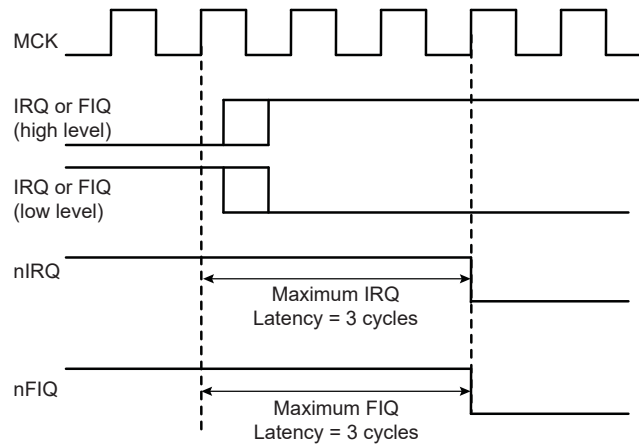 MCK
IRQ or FIQ
(high level)
IRQ or FIQ
(low level)
nIRQ
Maximum IRQ
Latency = 3 cycles
nFIQ
Maximum FIQ
Latency = 3 cycles